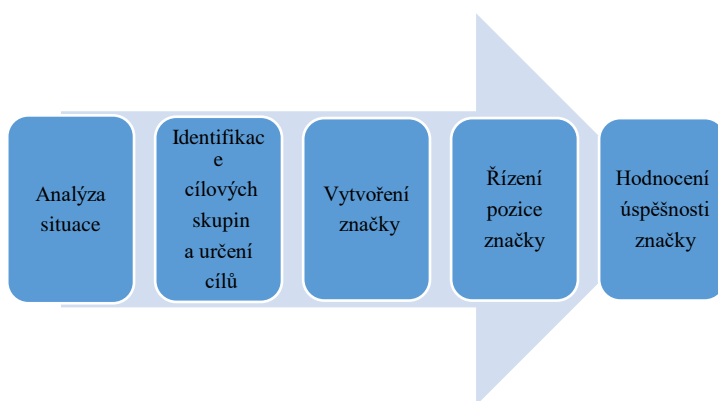 Analýza
situace
Identifikac
e
cílových
skupin
a určení
cílů
Vytvoření
značky
Řízení
pozice
značky
Hodnocení
úspěšnosti
značky